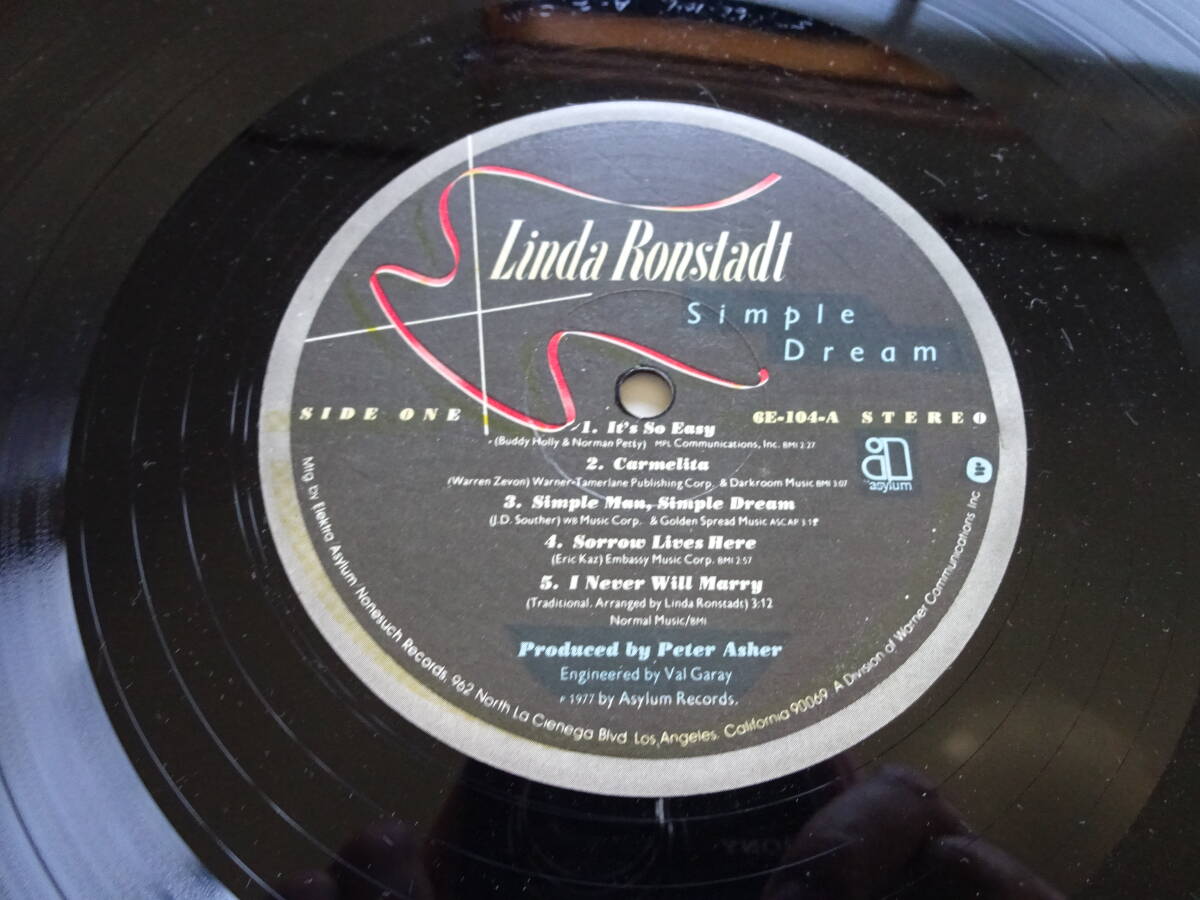 Linda Ronstadt
Simple
Dream
SIDE ONE
6E-104-A STEREO
1. It's So Easy
(Buddy Holly & Norman Petty) MPL Communications, Inc. BMI 2:27
2. Carmelita
(Warren Zevon) Warner-Tamerlane Publishing Corp. & Darkroom Music BMI 3:07
3. Simple Man, Simple Dream
(J.D. Souther) WB Music Corp. & Golden Spread Music ASCAP
4. Sorrow Lives Here
(Eric Kaz) Embassy Music Corp. BMI 2:57
5. I Never Will Marry
(Traditional. Arranged by Linda Ronstadt) 3:12
Normal Music/BMI
asylum
Produced by Peter Asher
Engineered by Val Garay
℗ 1977 by Asylum Records.
Mfg. by Elektra/Asylum/Nonesuch Records, 962 North La Cienega Blvd. Los Angeles. California 90069 A Division of Warner Communications Inc